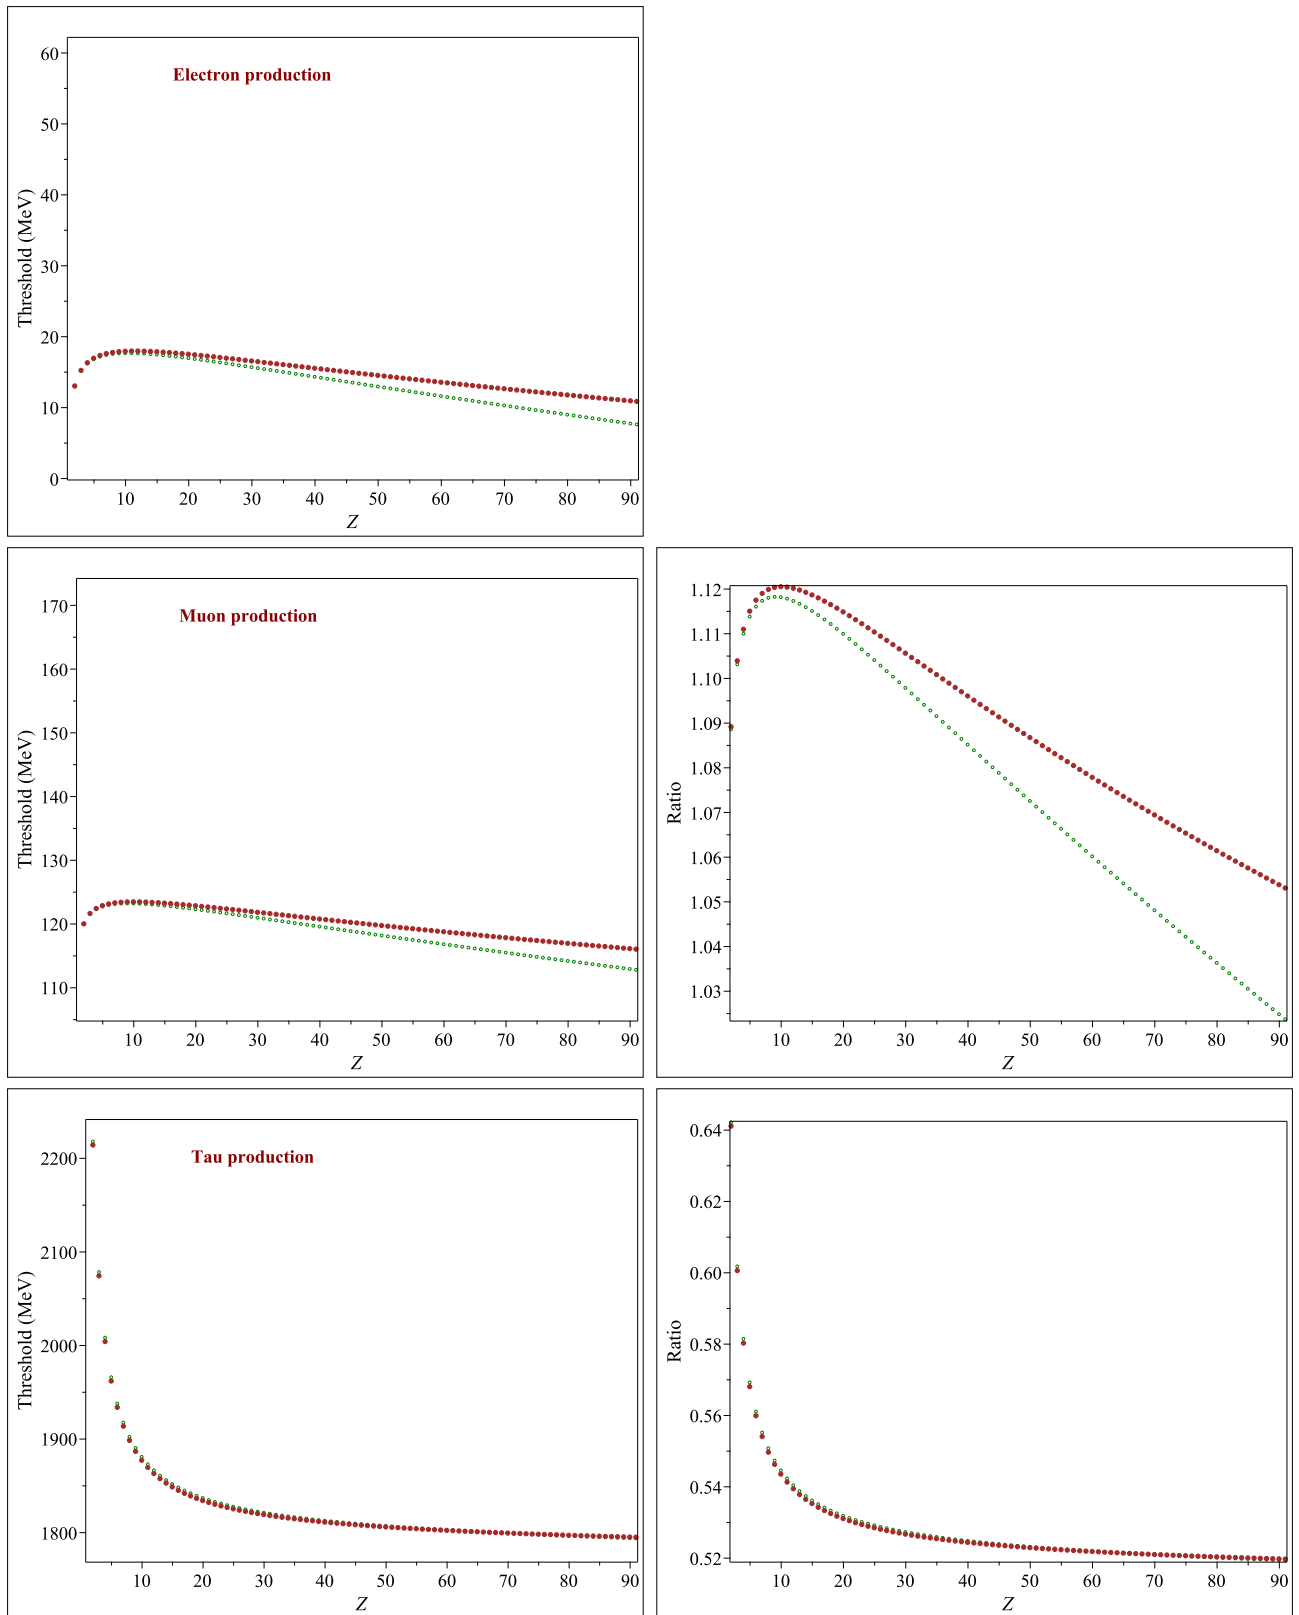 Electron production
Threshold (MeV)
60
50
40
30
20
10
0
10 20 30 40 50 60 70 80 90
Z
Muon production
Threshold (MeV)
170
160
150
140
130
120
110
10 20 30 40 50 60 70 80 90
Z
Ratio
1.12
1.11
1.10
1.09
1.08
1.07
1.06
1.05
1.04
1.03
10 20 30 40 50 60 70 80 90
Z
Tau production
Threshold (MeV)
2200
2100
2000
1900
1800
10 20 30 40 50 60 70 80 90
Z
Ratio
0.64
0.62
0.60
0.58
0.56
0.54
0.52
10 20 30 40 50 60 70 80 90
Z